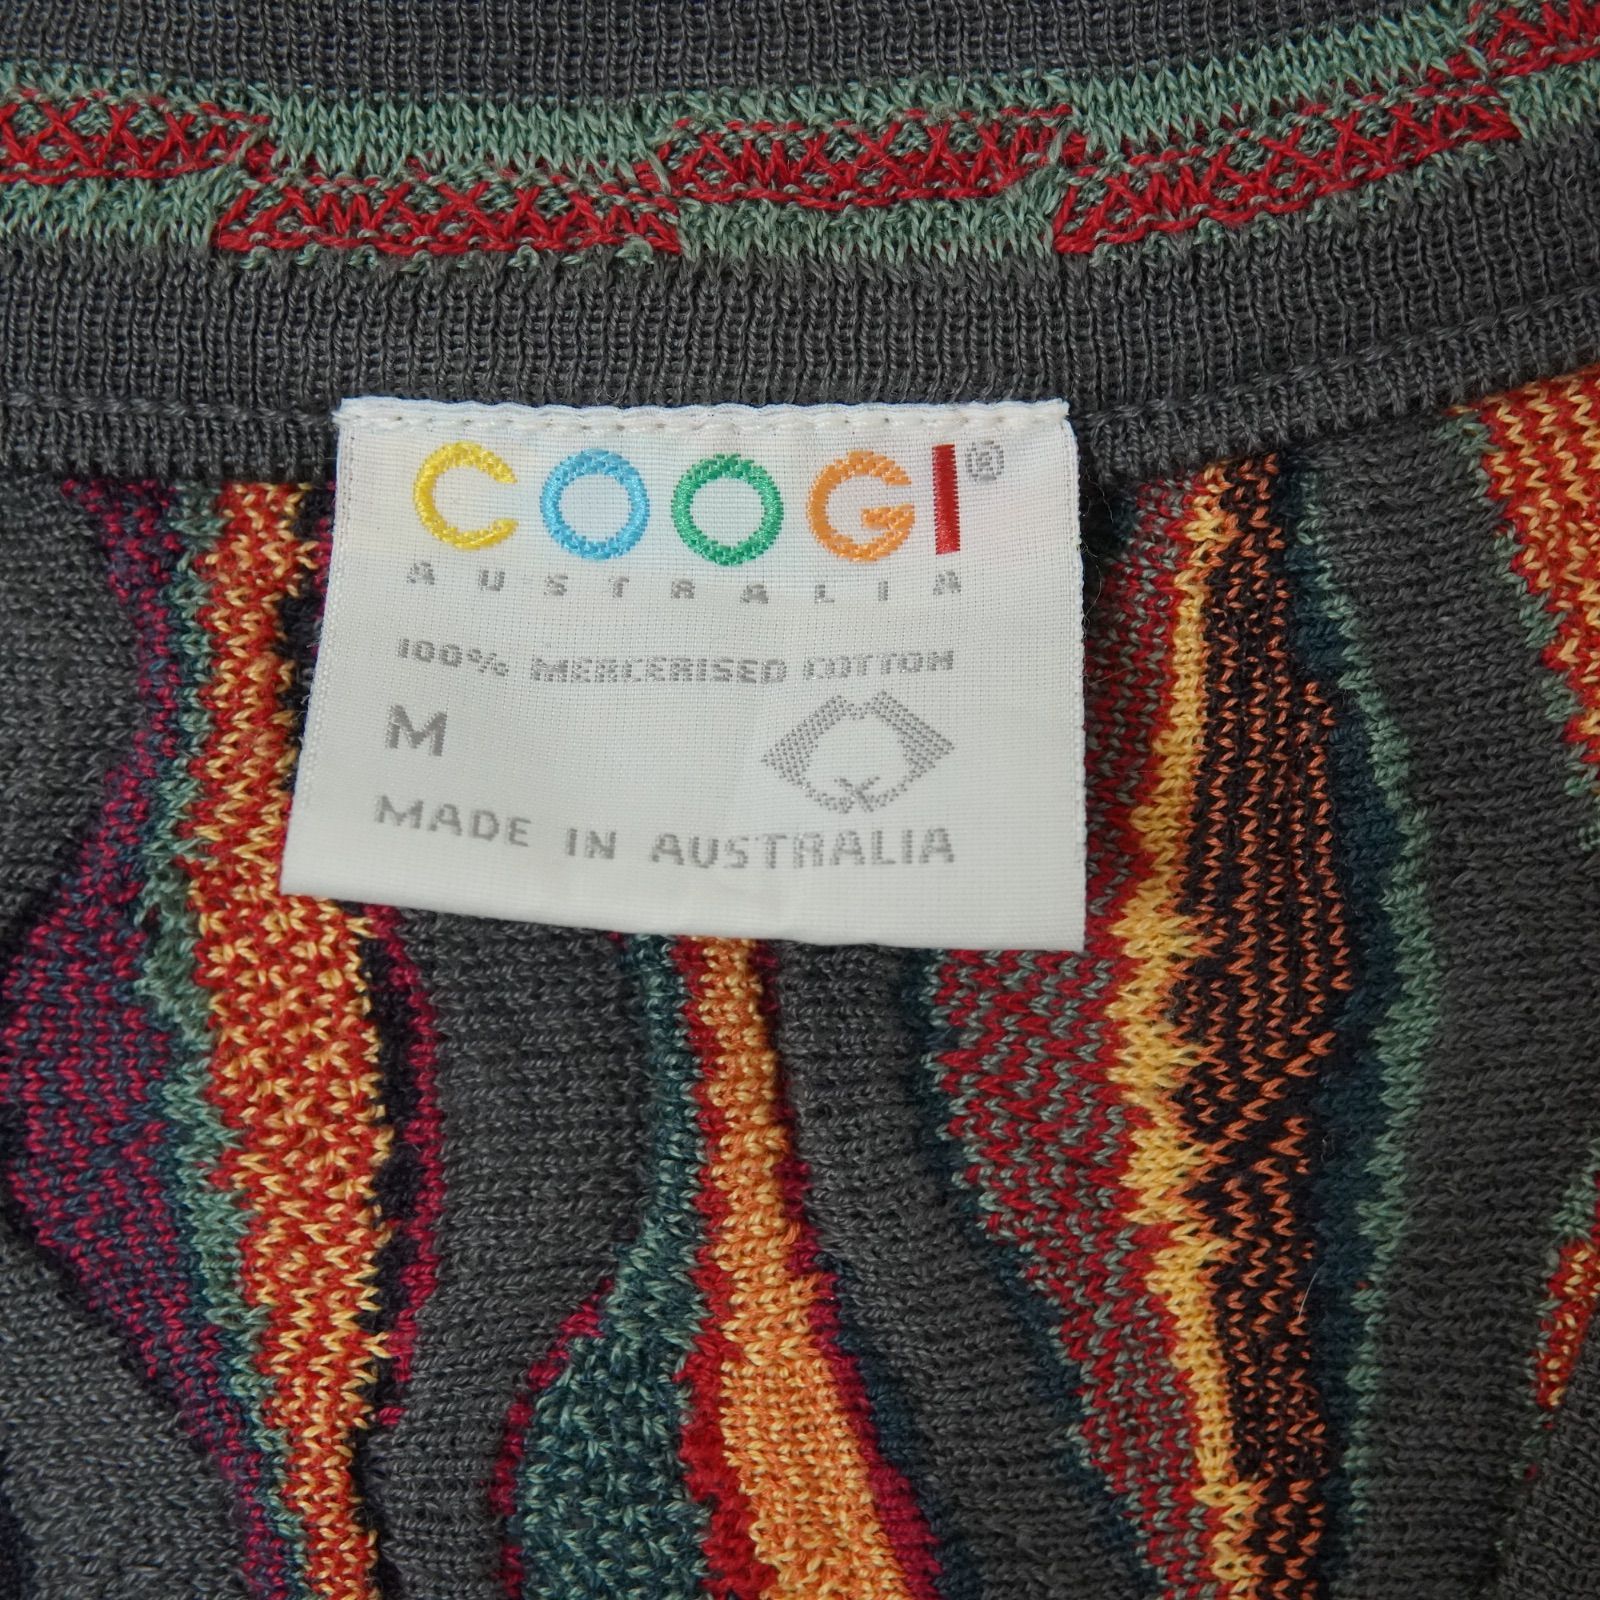 COOGI®
AUSTRALIA
100% MERCERISED COTTON
M
MADE IN AUSTRALIA